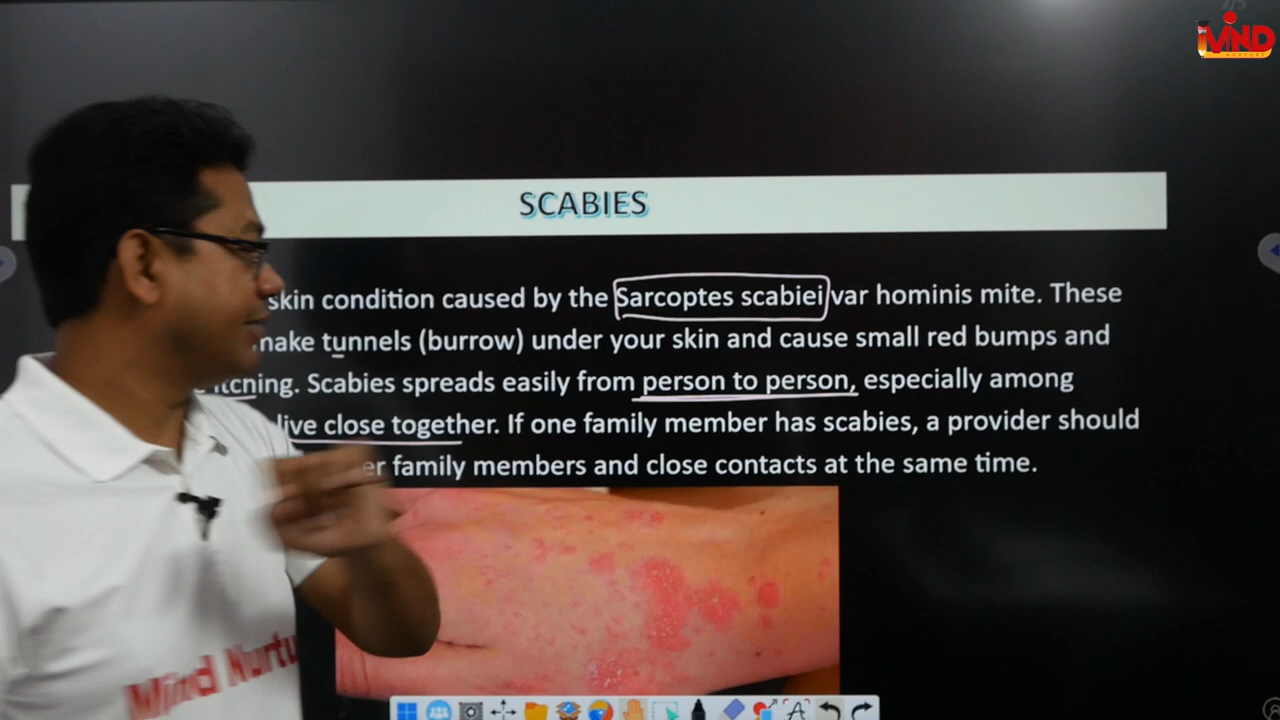 MIND
NURTURE
SCABIES
skin condition caused by the Sarcoptes scabiei var hominis mite. These
make tunnels (burrow) under your skin and cause small red bumps and
itching. Scabies spreads easily from person to person, especially among
live close together. If one family member has scabies, a provider should
family members and close contacts at the same time.
Mind Nurtu